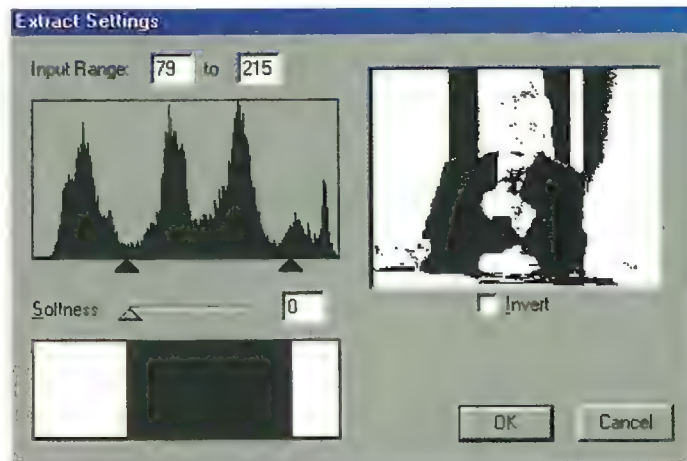 Extract Settings
Input Range: 79 to 215
Softness 0
Invert
OK Cancel